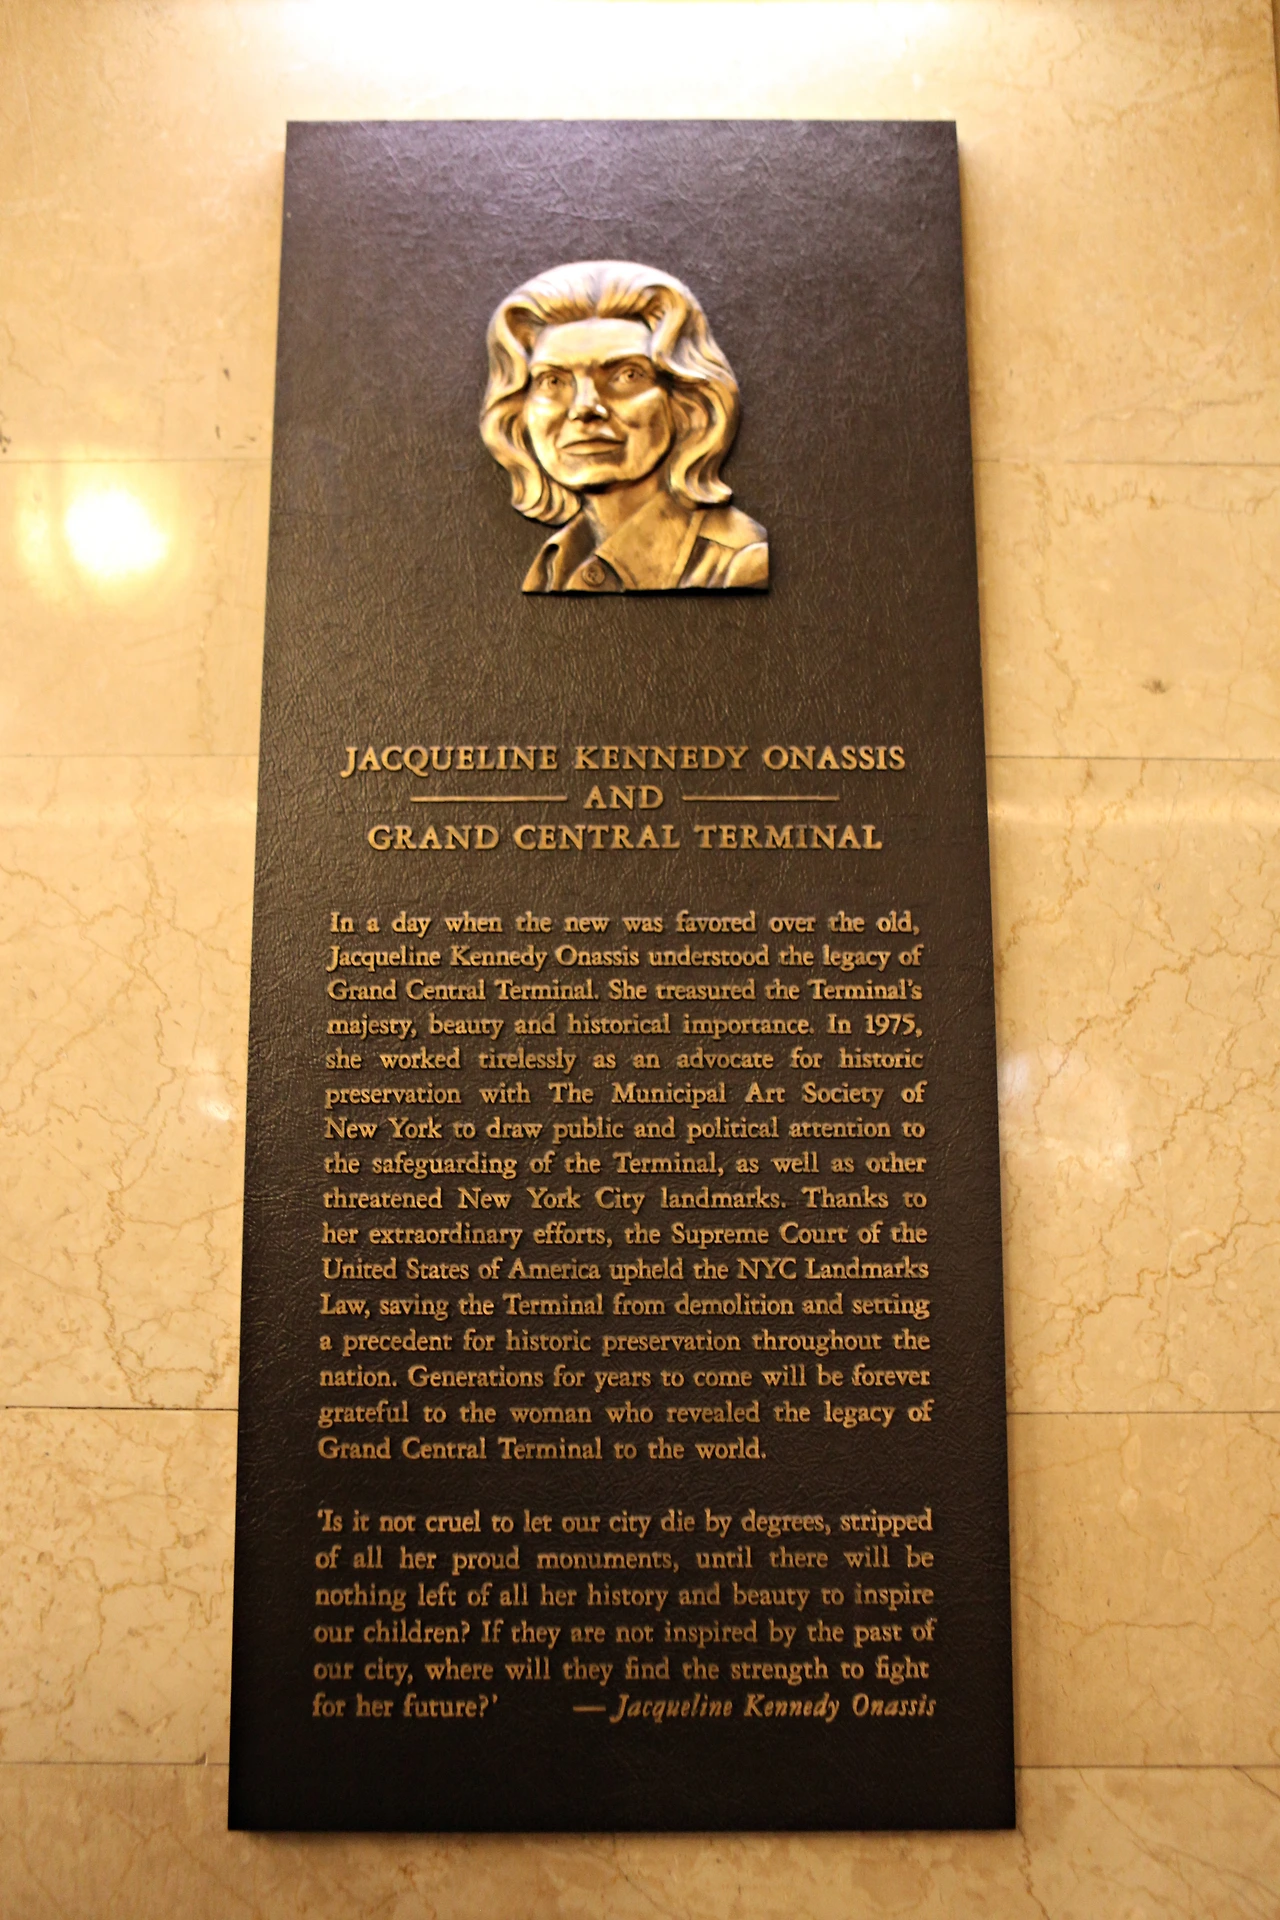 JACQUELINE KENNEDY ONASSIS
AND
GRAND CENTRAL TERMINAL
In a day when the new was favored over the old,
Jacqueline Kennedy Onassis understood the legacy of
Grand Central Terminal. She treasured the Terminal's
majesty, beauty and historical importance. In 1975,
she worked tirelessly as an advocate for historic
preservation with The Municipal Art Society of
New York to draw public and political attention to
the safeguarding of the Terminal, as well as other
threatened New York City landmarks. Thanks to
her extraordinary efforts, the Supreme Court of the
United States of America upheld the NYC Landmarks
Law, saving the Terminal from demolition and setting
a precedent for historic preservation throughout the
nation. Generations for years to come will be forever
grateful to the woman who revealed the legacy of
Grand Central Terminal to the world.
'Is it not cruel to let our city die by degrees, stripped
of all her proud monuments, until there will be
nothing left of all her history and beauty to inspire
our children? If they are not inspired by the past of
our city, where will they find the strength to fight
for her future?' — Jacqueline Kennedy Onassis